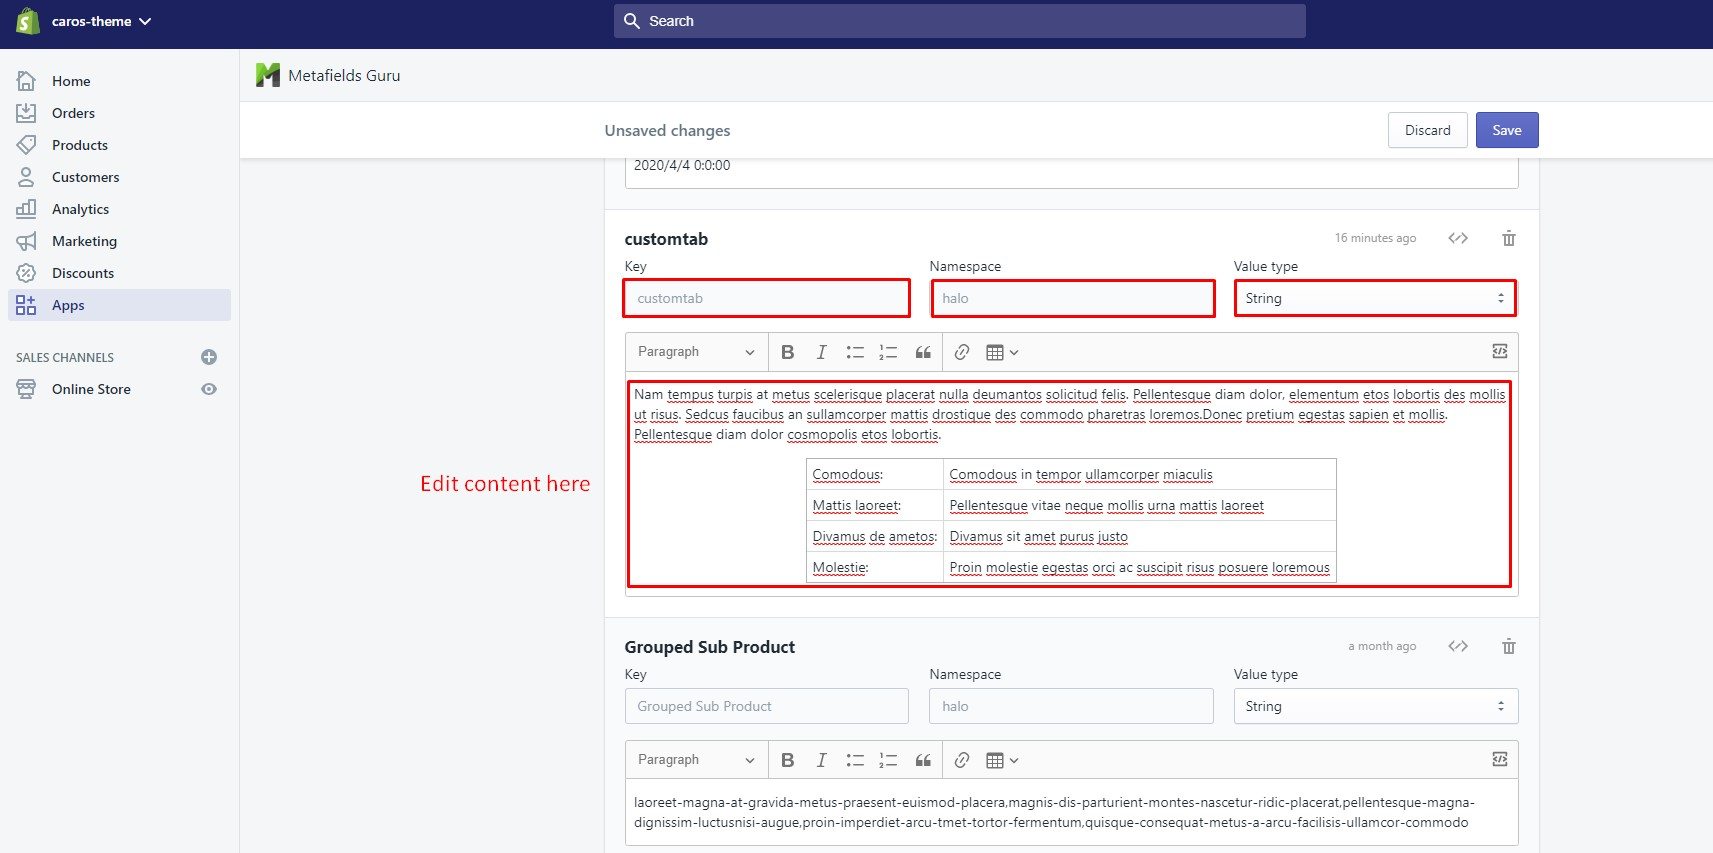 caros-theme
Search
Home
Orders
Products
Customers
Analytics
Marketing
Discounts
Apps
SALES CHANNELS
Online Store
Metafields Guru
Unsaved changes
Discard
Save
2020/4/4 0:0:00
customtab
16 minutes ago
Key
Namespace
Value type
customtab
halo
String
Paragraph
Nam tempus turpis at metus scelerisque placerat nulla deumantos solicitud felis. Pellentesque diam dolor, elementum etos lobortis des mollis
ut risus. Sedcus faucibus an sullamcorper mattis drostique des commodo pharetras loremos.Donec pretium egestas sapien et mollis.
Pellentesque diam dolor cosmopolis etos lobortis.
Comodous: Comodous in tempor ullamcorper miaculis
Mattis laoreet: Pellentesque vitae neque mollis urna mattis laoreet
Divamus de ametos: Divamus sit amet purus justo
Molestie: Proin molestie egestas orci ac suscipit risus posuere loremous
Edit content here
Grouped Sub Product
a month ago
Key
Namespace
Value type
Grouped Sub Product
halo
String
Paragraph
laoreet-magna-at-gravida-metus-praesent-euismod-placera,magnis-dis-parturient-montes-nascetur-ridic-placerat,pellentesque-magna-
dignissim-luctusnisi-augue,proin-imperdiet-arcu-tmet-tortor-fermentum,quisque-consequat-metus-a-arcu-facilisis-ullamcor-commodo